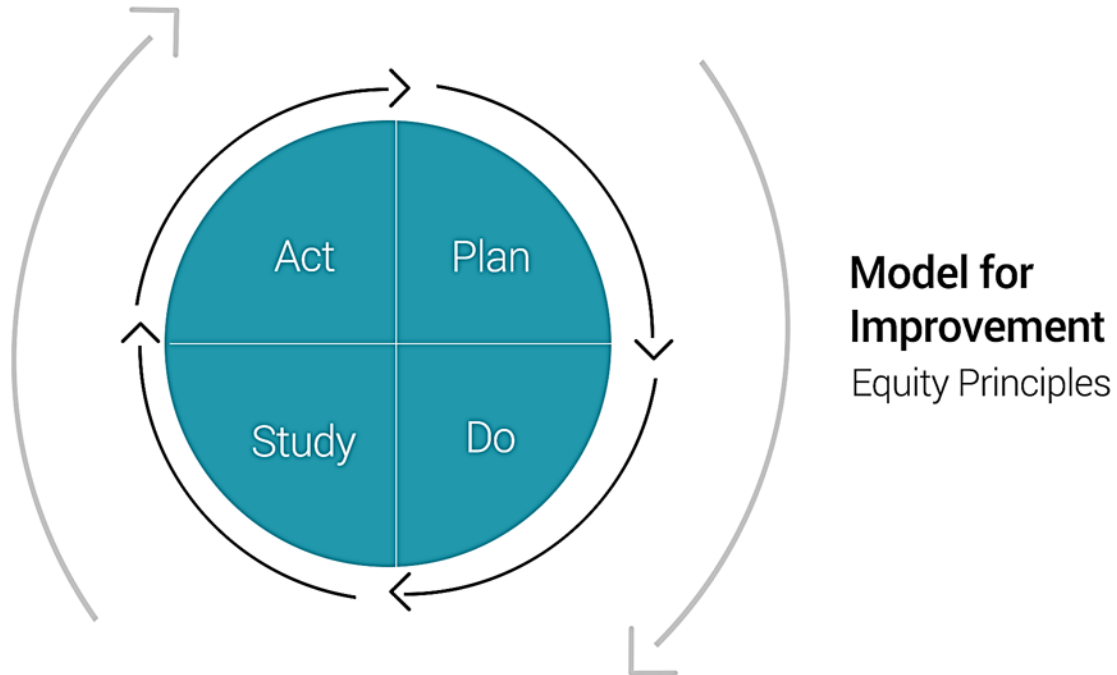 Act
Plan
Study
Do
Model for
Improvement
Equity Principles